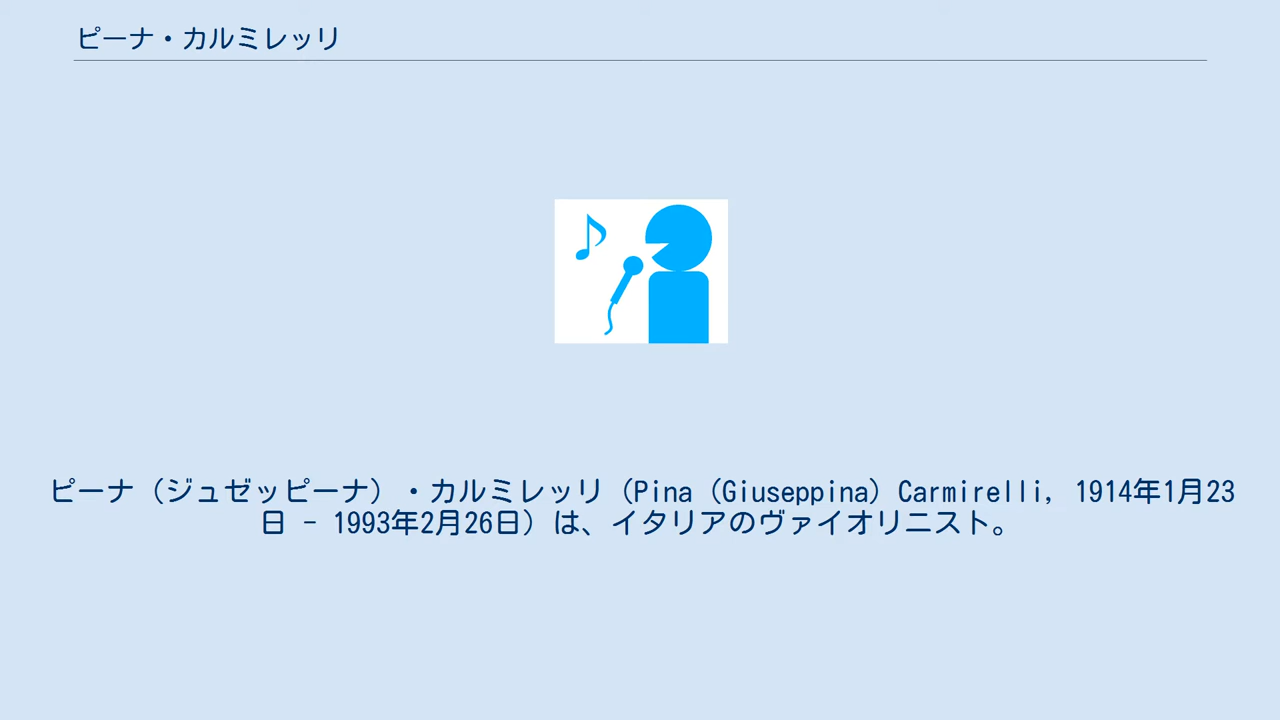 ピーナ・カルミレッリ
ピーナ（ジュゼッピーナ）・カルミレッリ（Pina（Giuseppina）Carmirelli, 1914年1月23
日 - 1993年2月26日）は、イタリアのヴァイオリニスト。